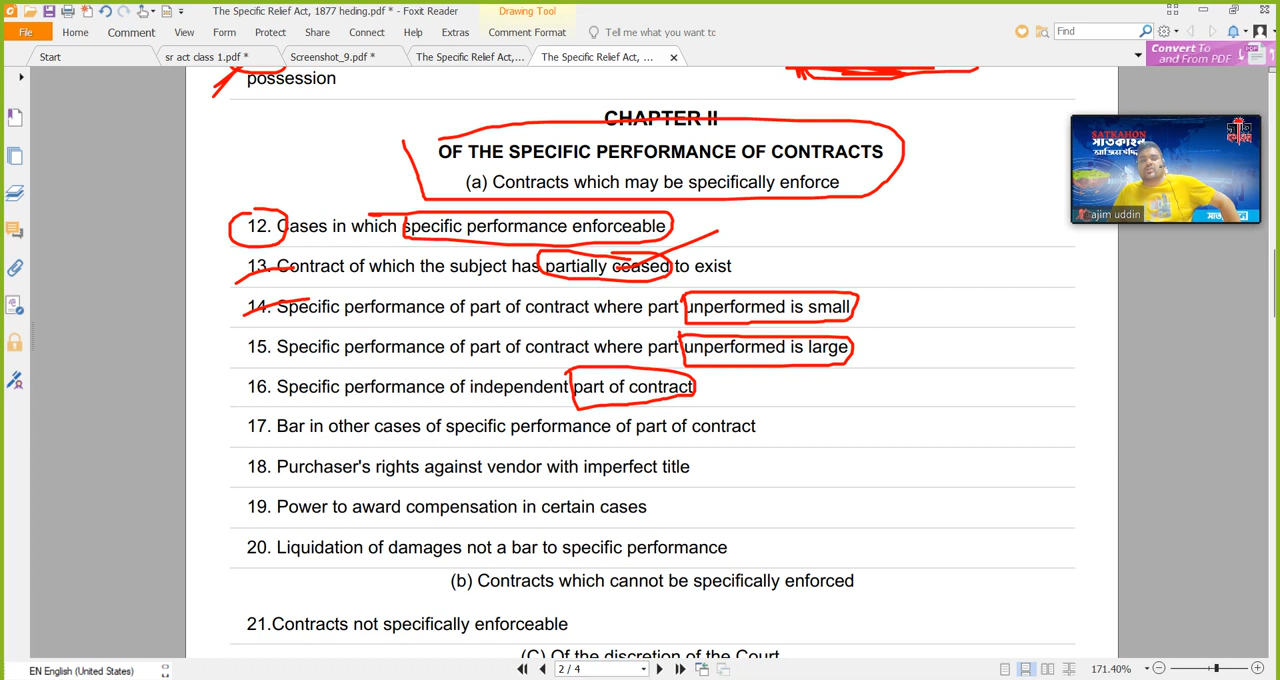 The Specific Relief Act, 1877 heding.pdf * - Foxit Reader
Drawing Tool
File Home Comment View Form Protect Share Connect Help Extras Comment Format Tell me what you want to Find
Start sr act class 1.pdf * Screenshot_9.pdf * The Specific Relief Act,... The Specific Relief Act, ...
Convert To and From PDF
possession
CHAPTER II
OF THE SPECIFIC PERFORMANCE OF CONTRACTS
(a) Contracts which may be specifically enforce
12. Cases in which specific performance enforceable
13. Contract of which the subject has partially ceased to exist
14. Specific performance of part of contract where part unperformed is small
15. Specific performance of part of contract where part unperformed is large
16. Specific performance of independent part of contract
17. Bar in other cases of specific performance of part of contract
18. Purchaser's rights against vendor with imperfect title
19. Power to award compensation in certain cases
20. Liquidation of damages not a bar to specific performance
(b) Contracts which cannot be specifically enforced
21.Contracts not specifically enforceable
(C) Of the discretion of the Court
SATKAHON
সাতকাহন
ajim uddin
EN English (United States)
2 / 4
171.40%